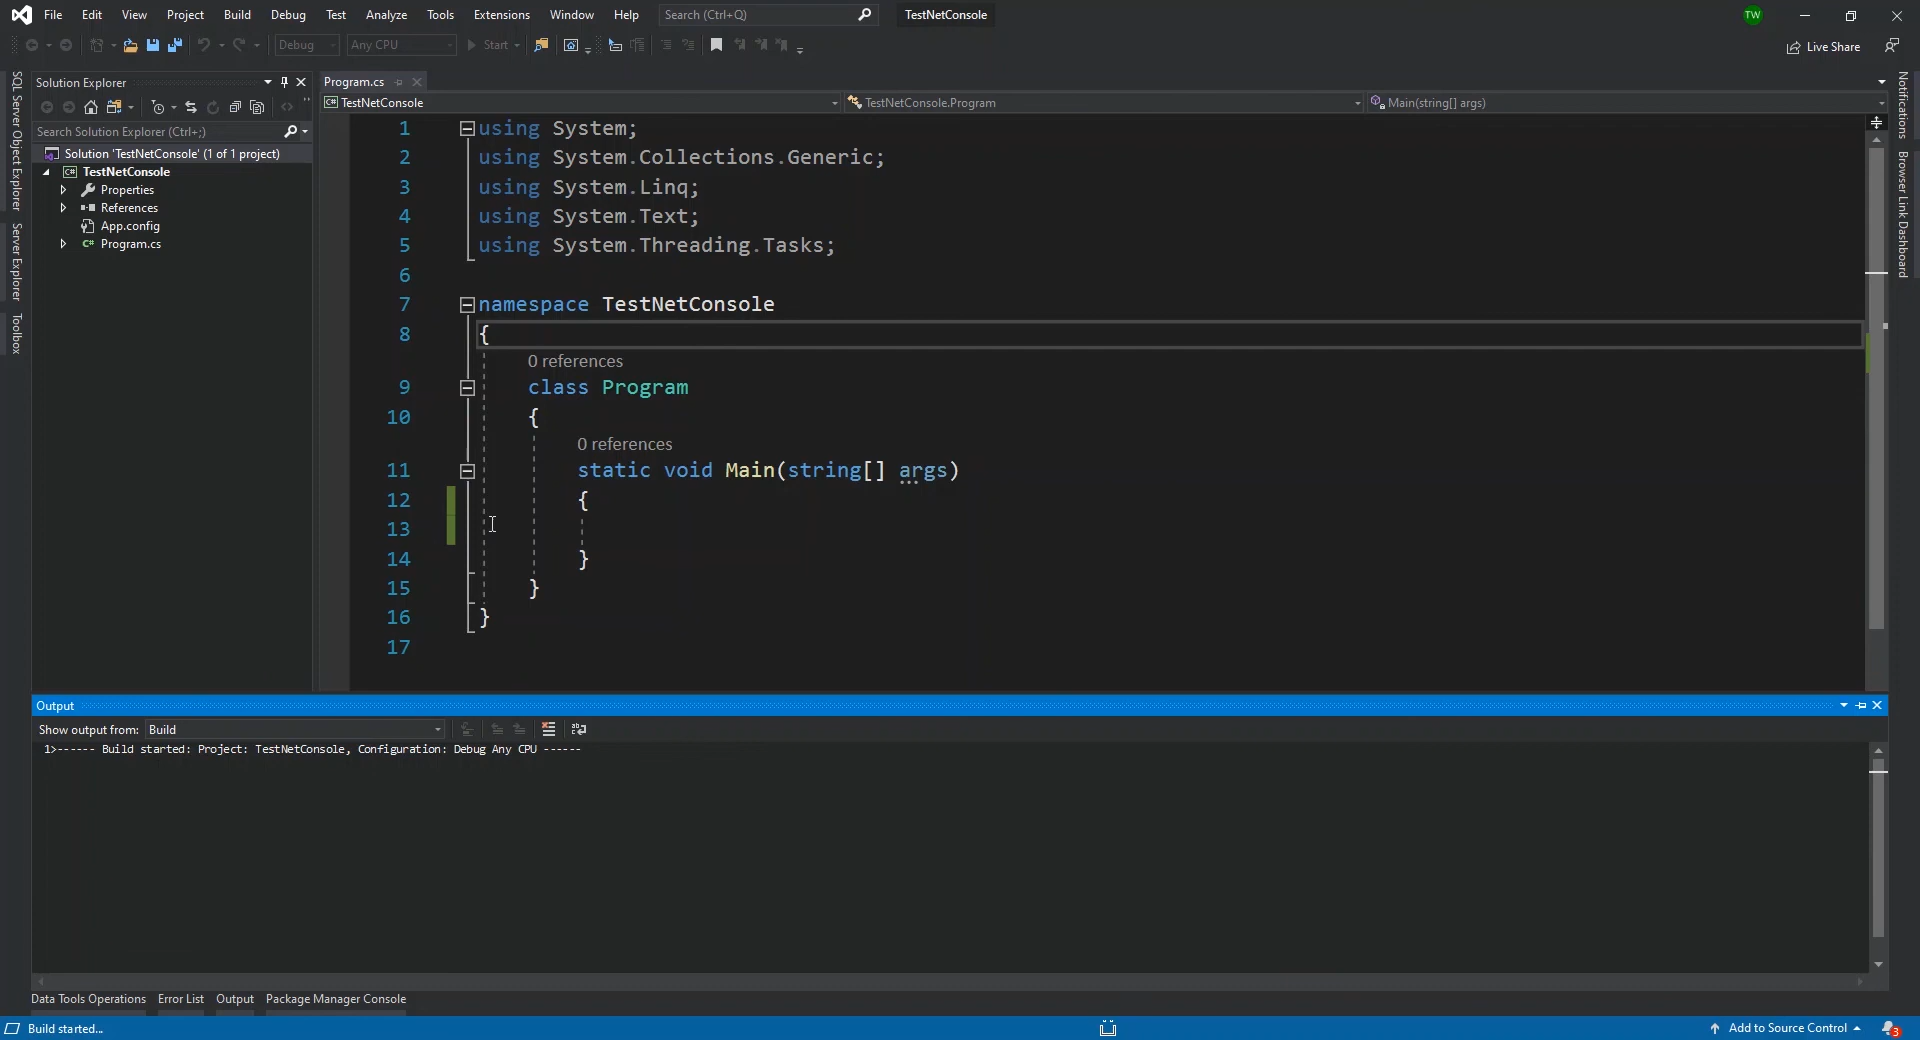 File Edit View Project Build Debug Test Analyze Tools Extensions Window Help Search (Ctrl+Q) TestNetConsole TW
Debug Any CPU Start Live Share
Solution Explorer
Search Solution Explorer (Ctrl+;)
Solution 'TestNetConsole' (1 of 1 project)
C# TestNetConsole
Properties
References
App.config
C# Program.cs
SQL Server Object Explorer
Server Explorer
Toolbox
Program.cs
C# TestNetConsole TestNetConsole.Program Main(string[] args)
1 using System;
2 using System.Collections.Generic;
3 using System.Linq;
4 using System.Text;
5 using System.Threading.Tasks;
6
7 namespace TestNetConsole
8 {
0 references
9 class Program
10 {
0 references
11 static void Main(string[] args)
12 {
13
14 }
15 }
16 }
17
Notifications
Browser Link Dashboard
Output
Show output from: Build
1>------ Build started: Project: TestNetConsole, Configuration: Debug Any CPU ------
Data Tools Operations Error List Output Package Manager Console
Build started... Add to Source Control 3